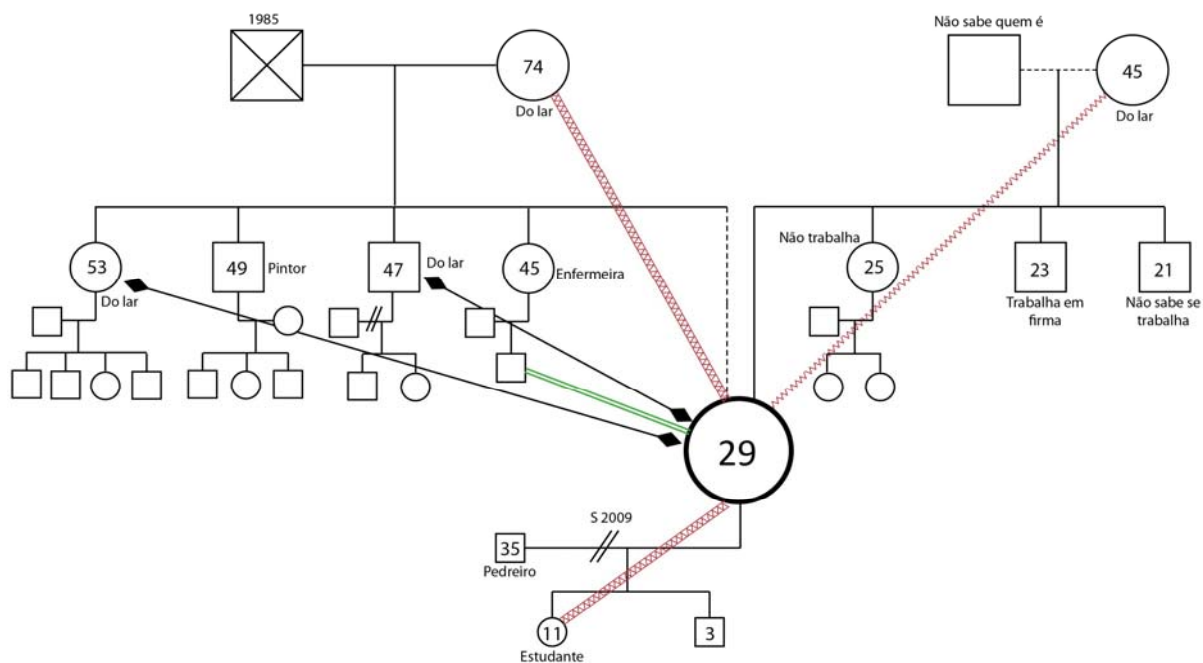 1985
Não sabe quem é
74
Do lar
45
Do lar
53
Do lar
49
Pintor
47
Do lar
45
Enfermeira
Não trabalha
25
23
Trabalha em
firma
21
Não sabe se
trabalha
29
S 2009
35
Pedreiro
11
Estudante
3